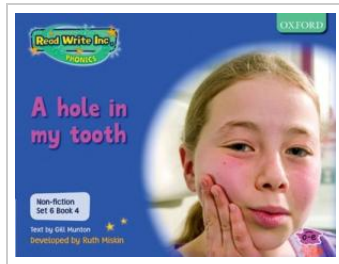 OXFORD
Read Write Inc.
PHONICS
A hole in
my tooth
Non-fiction
Set 6 Book 4
Text by Gill Munton
Developed by Ruth Miskin